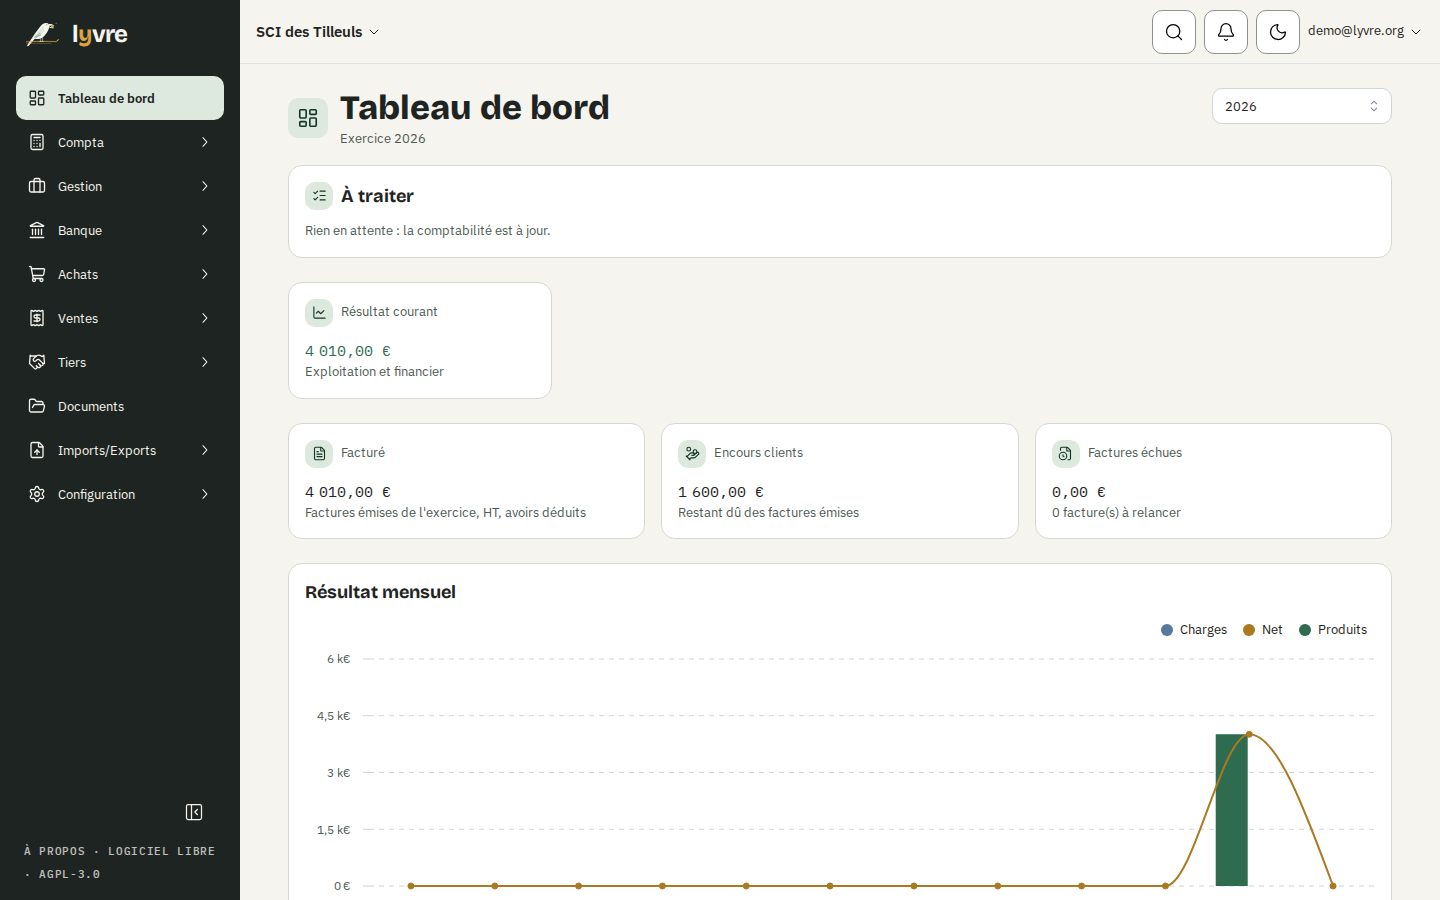 lyvre
SCI des Tilleuls
demo@lyvre.org
Tableau de bord
Compta
Gestion
Banque
Achats
Ventes
Tiers
Documents
Imports/Exports
Configuration
À PROPOS · LOGICIEL LIBRE
· AGPL-3.0
Tableau de bord
Exercice 2026
2026
À traiter
Rien en attente : la comptabilité est à jour.
Résultat courant
4 010,00 €
Exploitation et financier
Facturé
4 010,00 €
Factures émises de l'exercice, HT, avoirs déduits
Encours clients
1 600,00 €
Restant dû des factures émises
Factures échues
0,00 €
0 facture(s) à relancer
Résultat mensuel
Charges Net Produits
6 k€
4,5 k€
3 k€
1,5 k€
0 €